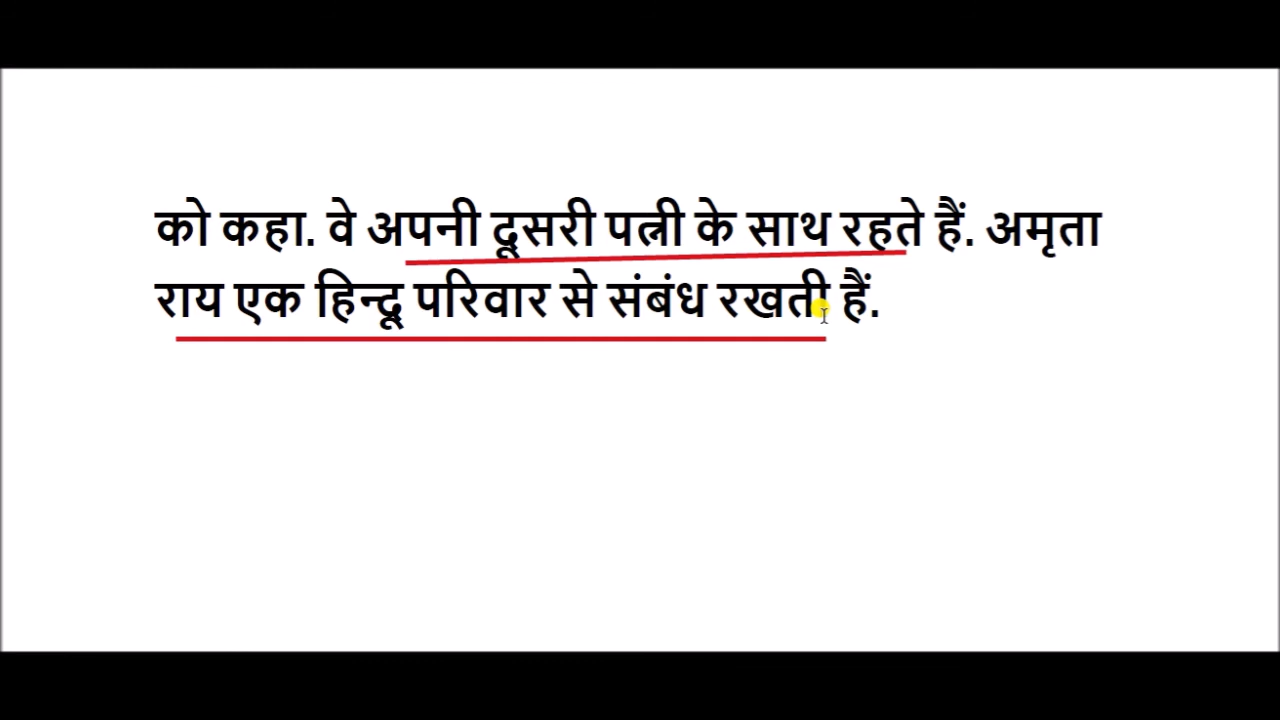 को कहा. वे अपनी दूसरी पत्नी के साथ रहते हैं. अमृता
राय एक हिन्दू परिवार से संबंध रखती हैं.